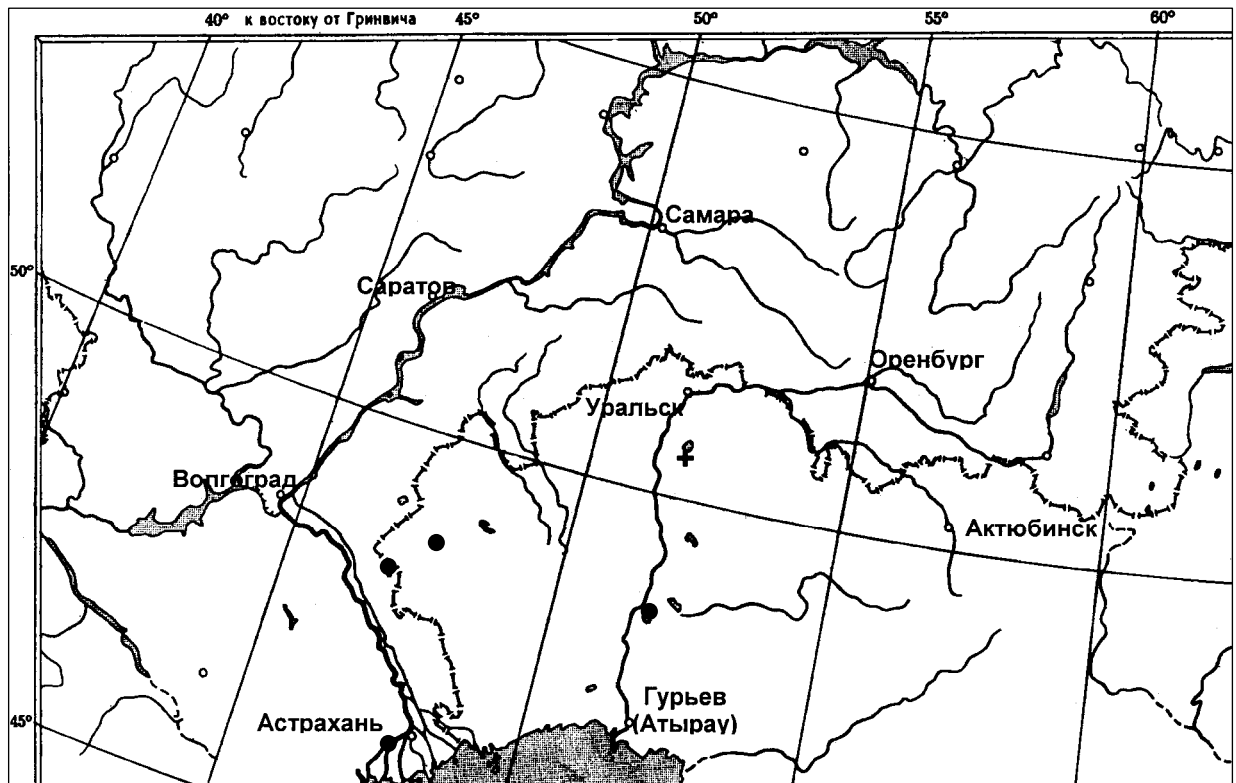 40° к востоку от Гринвича 45° 50° 55° 60°
Самара
50°
Саратов
Оренбург
Уральск
Волгоград
Актюбинск
Гурьев
(Атырау)
Астрахань
45°